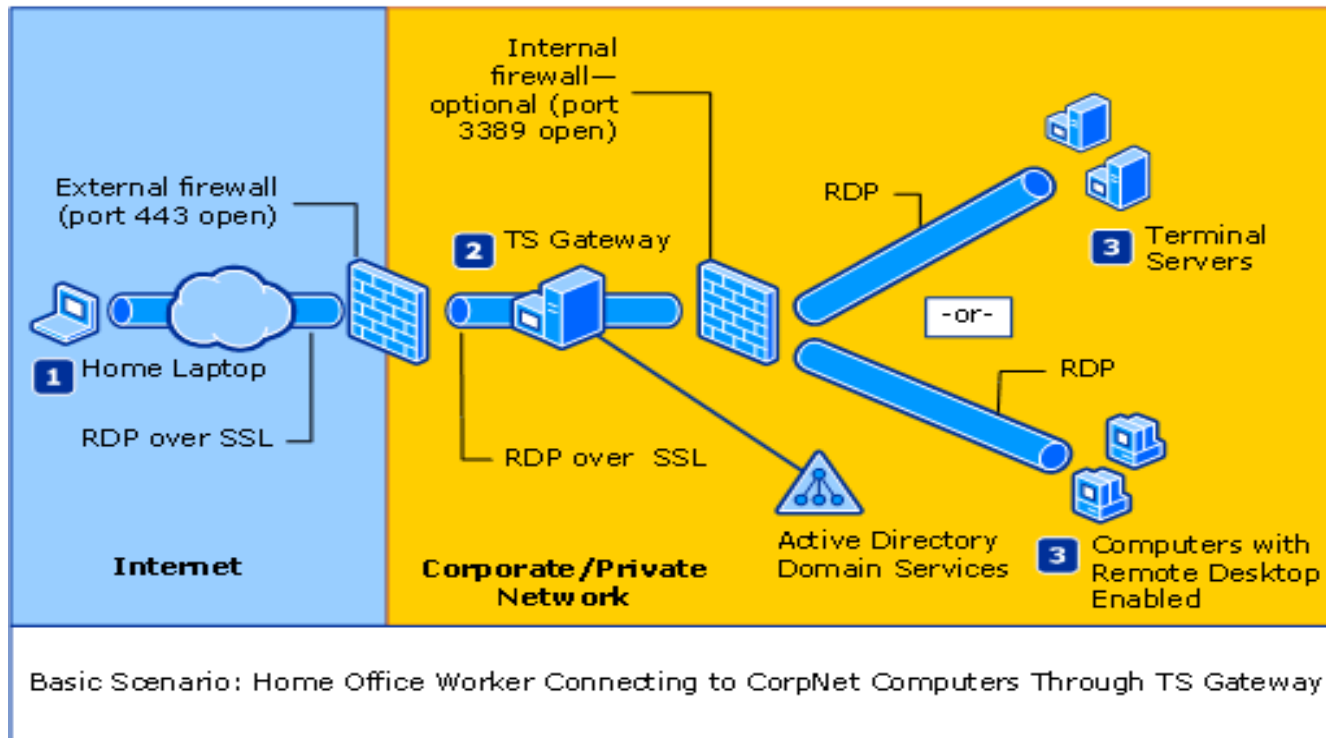 Internal
firewall—
optional (port
3389 open)
External firewall
(port 443 open)
RDP
2 TS Gateway
3 Terminal
Servers
-or-
1 Home Laptop
RDP
RDP over SSL
RDP over SSL
Active Directory
Domain Services
3 Computers with
Remote Desktop
Enabled
Internet
Corporate/Private
Network
Basic Scenario: Home Office Worker Connecting to CorpNet Computers Through TS Gateway